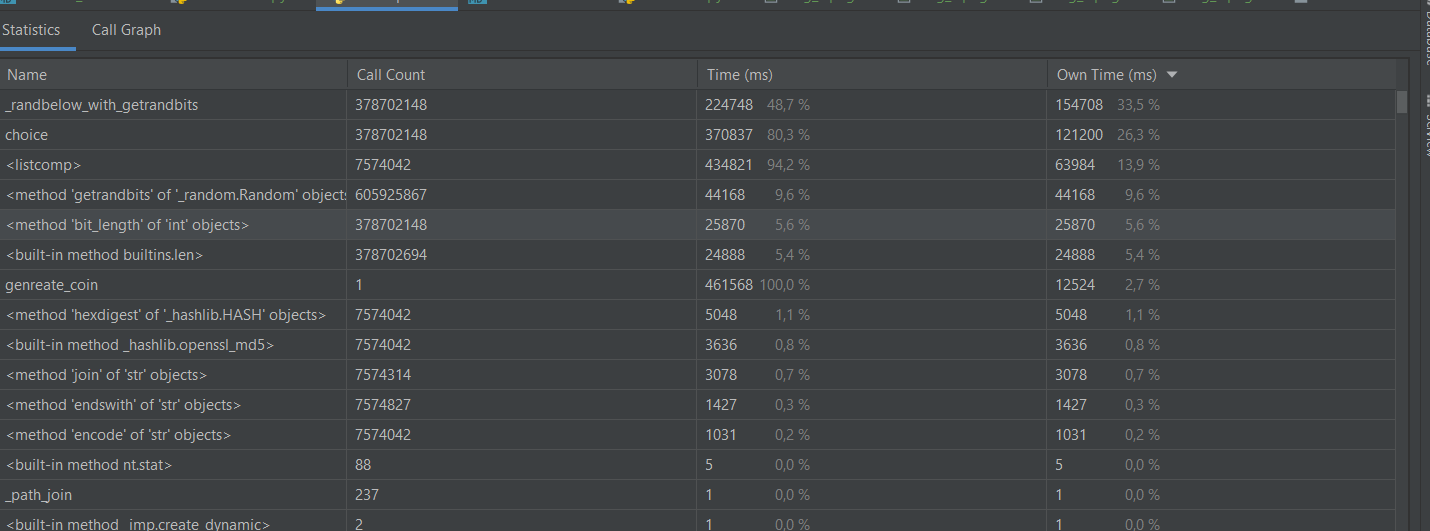 Statistics Call Graph
Name Call Count Time (ms) Own Time (ms)
_randbelow_with_getrandbits 378702148 224748 48,7 % 154708 33,5 %
choice 378702148 370837 80,3 % 121200 26,3 %
<listcomp> 7574042 434821 94,2 % 63984 13,9 %
<method 'getrandbits' of '_random.Random' objects 605925867 44168 9,6 % 44168 9,6 %
<method 'bit_length' of 'int' objects> 378702148 25870 5,6 % 25870 5,6 %
<built-in method builtins.len> 378702694 24888 5,4 % 24888 5,4 %
genreate_coin 1 461568 100,0 % 12524 2,7 %
<method 'hexdigest' of '_hashlib.HASH' objects> 7574042 5048 1,1 % 5048 1,1 %
<built-in method _hashlib.openssl_md5> 7574042 3636 0,8 % 3636 0,8 %
<method 'join' of 'str' objects> 7574314 3078 0,7 % 3078 0,7 %
<method 'endswith' of 'str' objects> 7574827 1427 0,3 % 1427 0,3 %
<method 'encode' of 'str' objects> 7574042 1031 0,2 % 1031 0,2 %
<built-in method nt.stat> 88 5 0,0 % 5 0,0 %
_path_join 237 1 0,0 % 1 0,0 %
<built-in method _imp.create_dynamic> 2 1 0,0 % 1 0,0 %